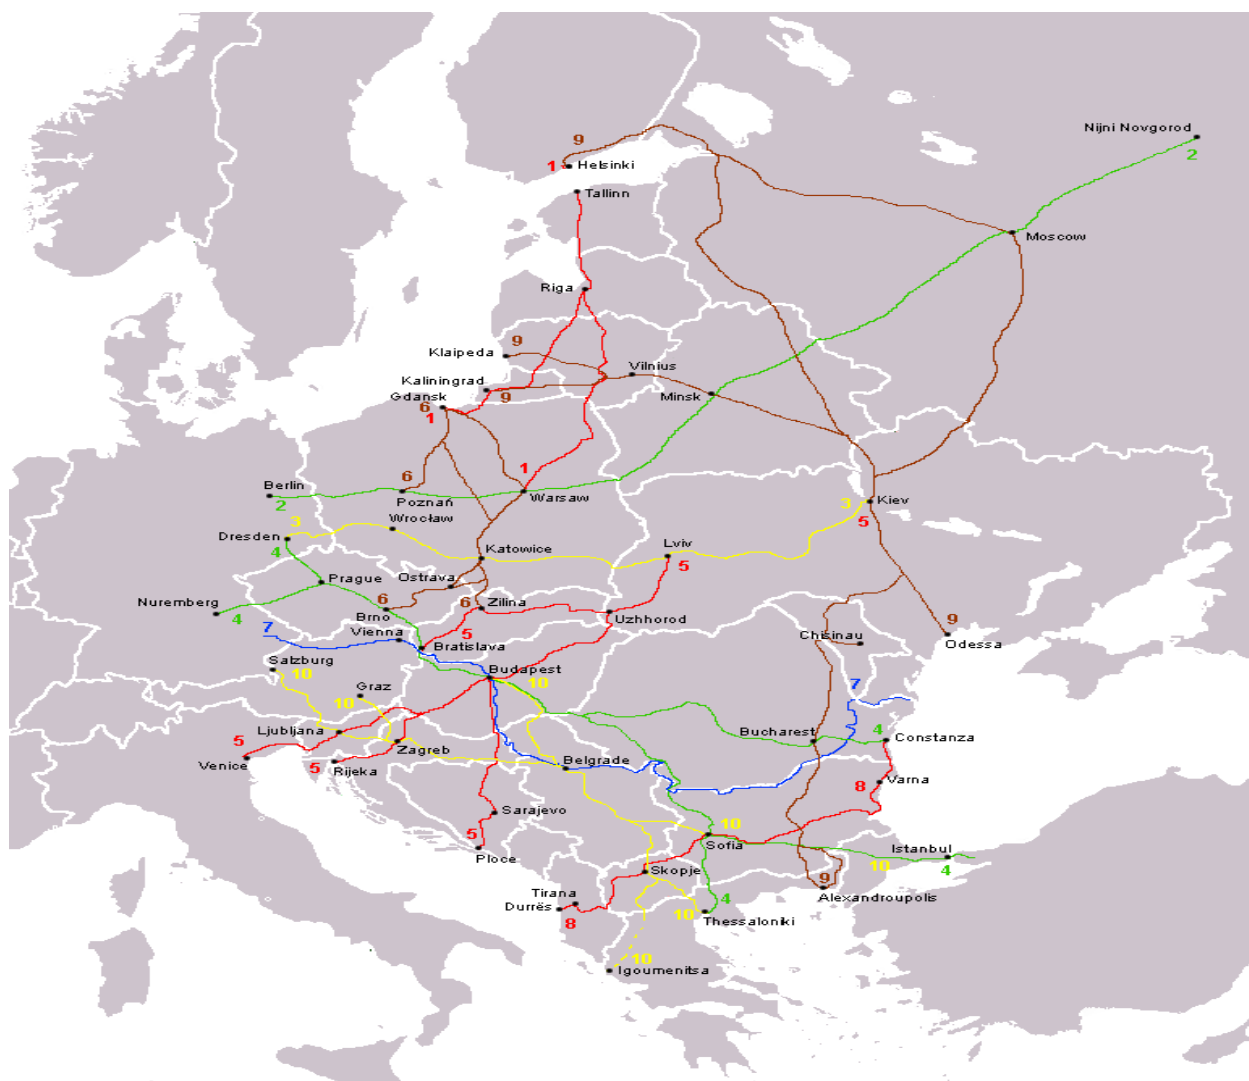 Nijni Novgorod
2
9
1
Helsinki
Tallinn
Moscow
Riga
9
Klaipeda
Vilnius
Kaliningrad
Gdańsk
6
9
Minsk
1
6
1
Berlin
2
Poznań
Warsaw
3
Kiev
5
3
Wrocław
Dresden
4
Katowice
Lviv
5
Prague
Ostrava
Nuremberg
4
6
Brno
6
Zilina
Uzhhorod
7
Vienna
5
Bratislava
Chisinau
9
Odessa
Salzburg
10
Budapest
10
Graz
10
7
Ljubljana
5
Venice
Zagreb
5
Rijeka
Belgrade
Bucharest
4
Constanza
8
Varna
Sarajevo
5
Ploce
10
Sofia
Istanbul
10
4
Skopje
9
Alexandroupolis
Tirana
Durrës
8
4
10
Thessaloniki
10
Igoumenitsa